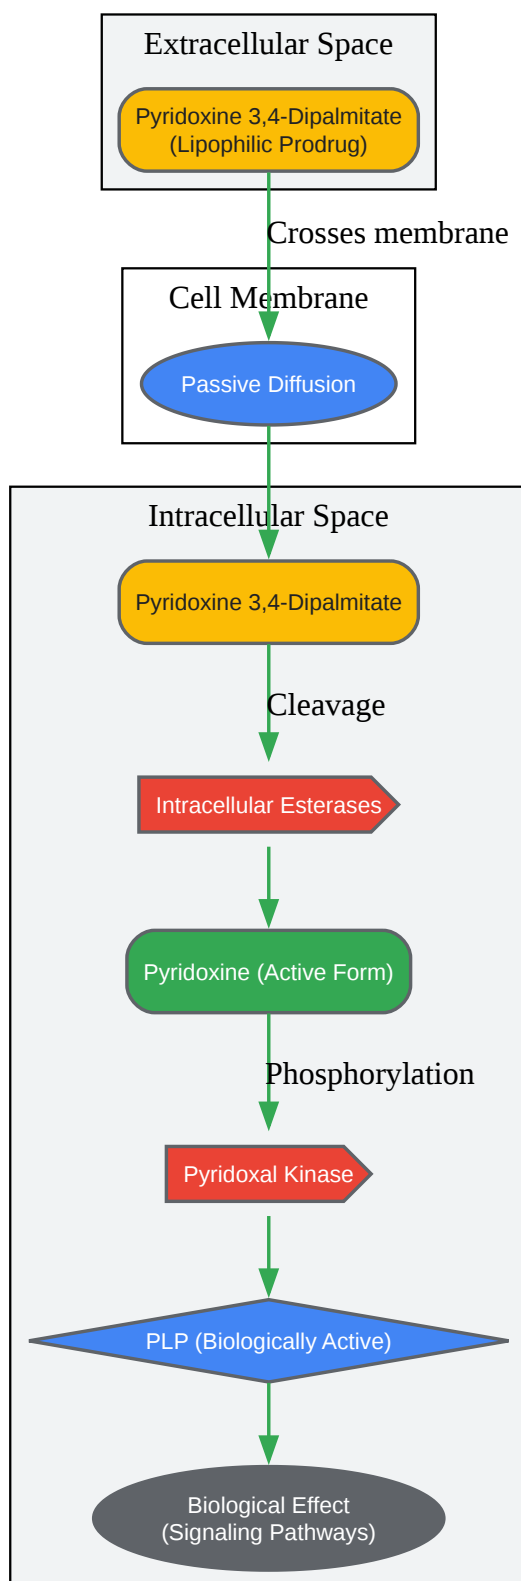 Extracellular Space
Pyridoxine 3,4-Dipalmitate
(Lipophilic Prodrug)
Crosses membrane
Cell Membrane
Passive Diffusion
Intracellular Space
Pyridoxine 3,4-Dipalmitate
Cleavage
Intracellular Esterases
Pyridoxine (Active Form)
Phosphorylation
Pyridoxal Kinase
PLP (Biologically Active)
Biological Effect
(Signaling Pathways)